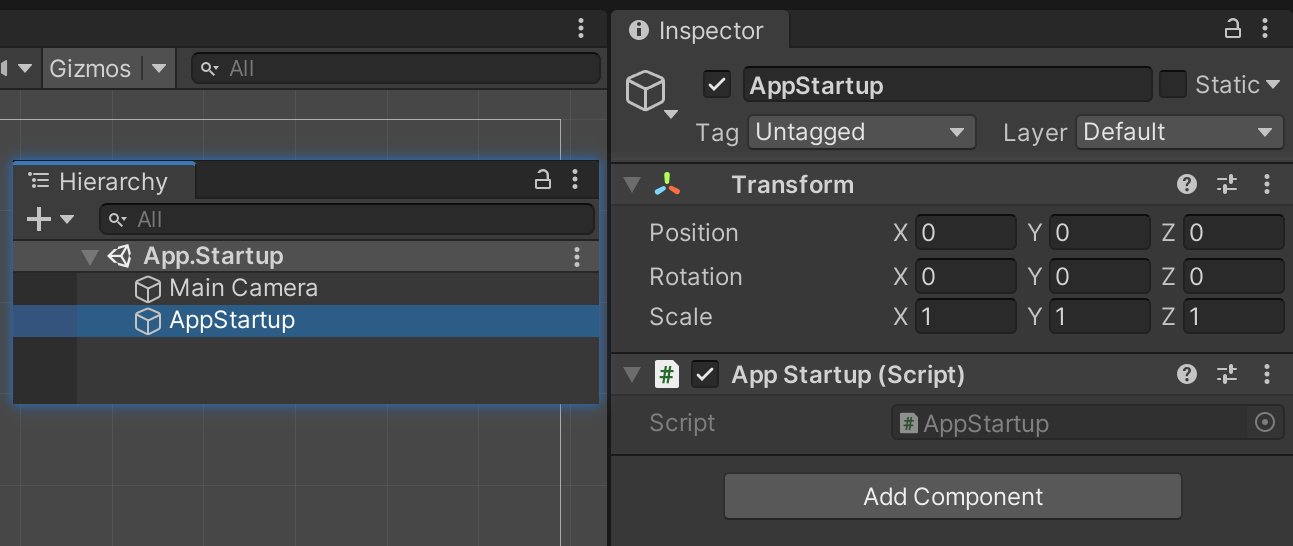 Gizmos
All
Hierarchy
All
App.Startup
Main Camera
AppStartup
Inspector
AppStartup
Static
Tag Untagged Layer Default
Transform
Position X 0 Y 0 Z 0
Rotation X 0 Y 0 Z 0
Scale X 1 Y 1 Z 1
# App Startup (Script)
Script # AppStartup
Add Component